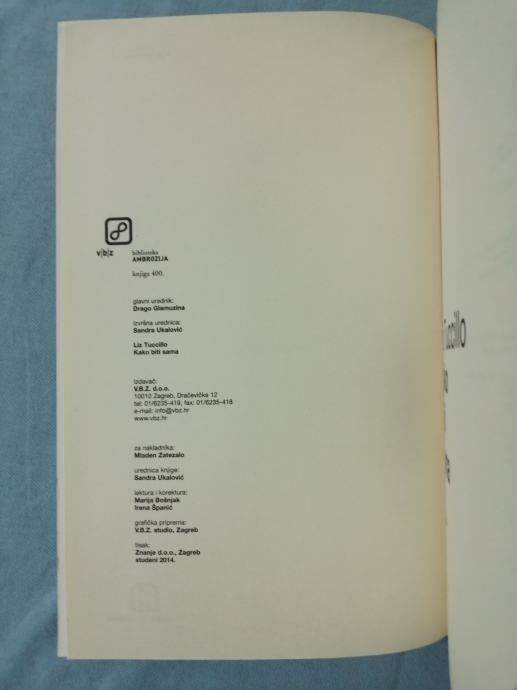 v|b|z
biblioteka
AMBROZIJA
knjiga 400.
glavni urednik:
Drago Glamuzina
izvršna urednica:
Sandra Ukalović
Liz Tuccillo
Kako biti sama
izdavač:
V.B.Z. d.o.o.
10010 Zagreb, Dračevička 12
tel: 01/6235-419, fax: 01/6235-418
e-mail: info@vbz.hr
www.vbz.hr
za nakladnika:
Mladen Zatezalo
urednica knjige:
Sandra Ukalović
lektura i korektura:
Marija Bošnjak
Irena Španić
grafička priprema:
V.B.Z. studio, Zagreb
tisak:
Znanje d.o.o., Zagreb
studeni 2014.